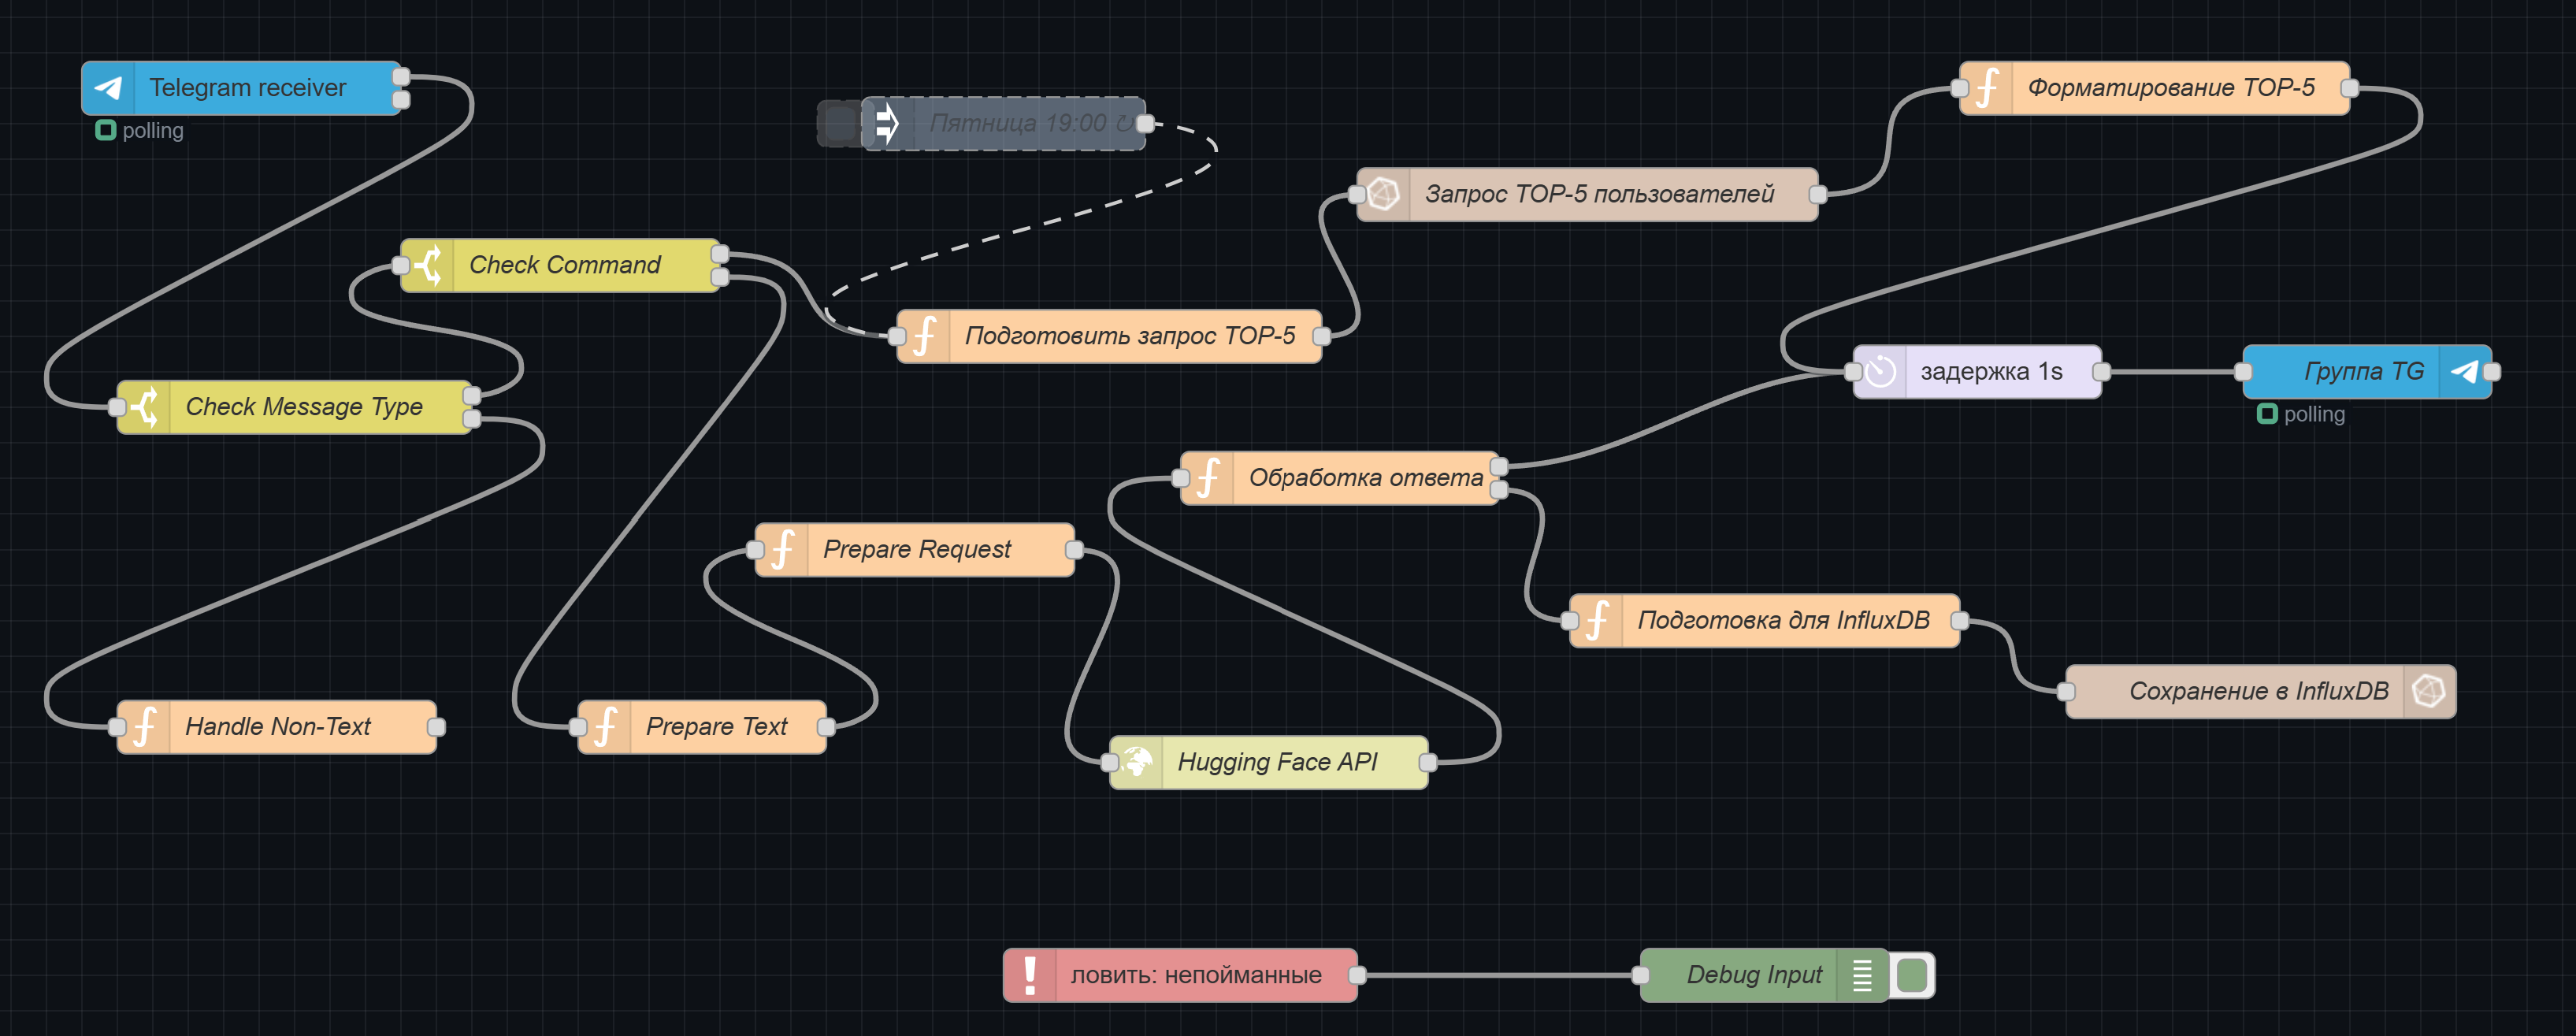 Telegram receiver
polling
Пятница 19:00 ↻
Форматирование TOP-5
Запрос TOP-5 пользователей
Check Command
Подготовить запрос TOP-5
задержка 1s
Группа TG
polling
Check Message Type
Обработка ответа
Prepare Request
Подготовка для InfluxDB
Сохранение в InfluxDB
Handle Non-Text
Prepare Text
Hugging Face API
ловить: непойманные
Debug Input